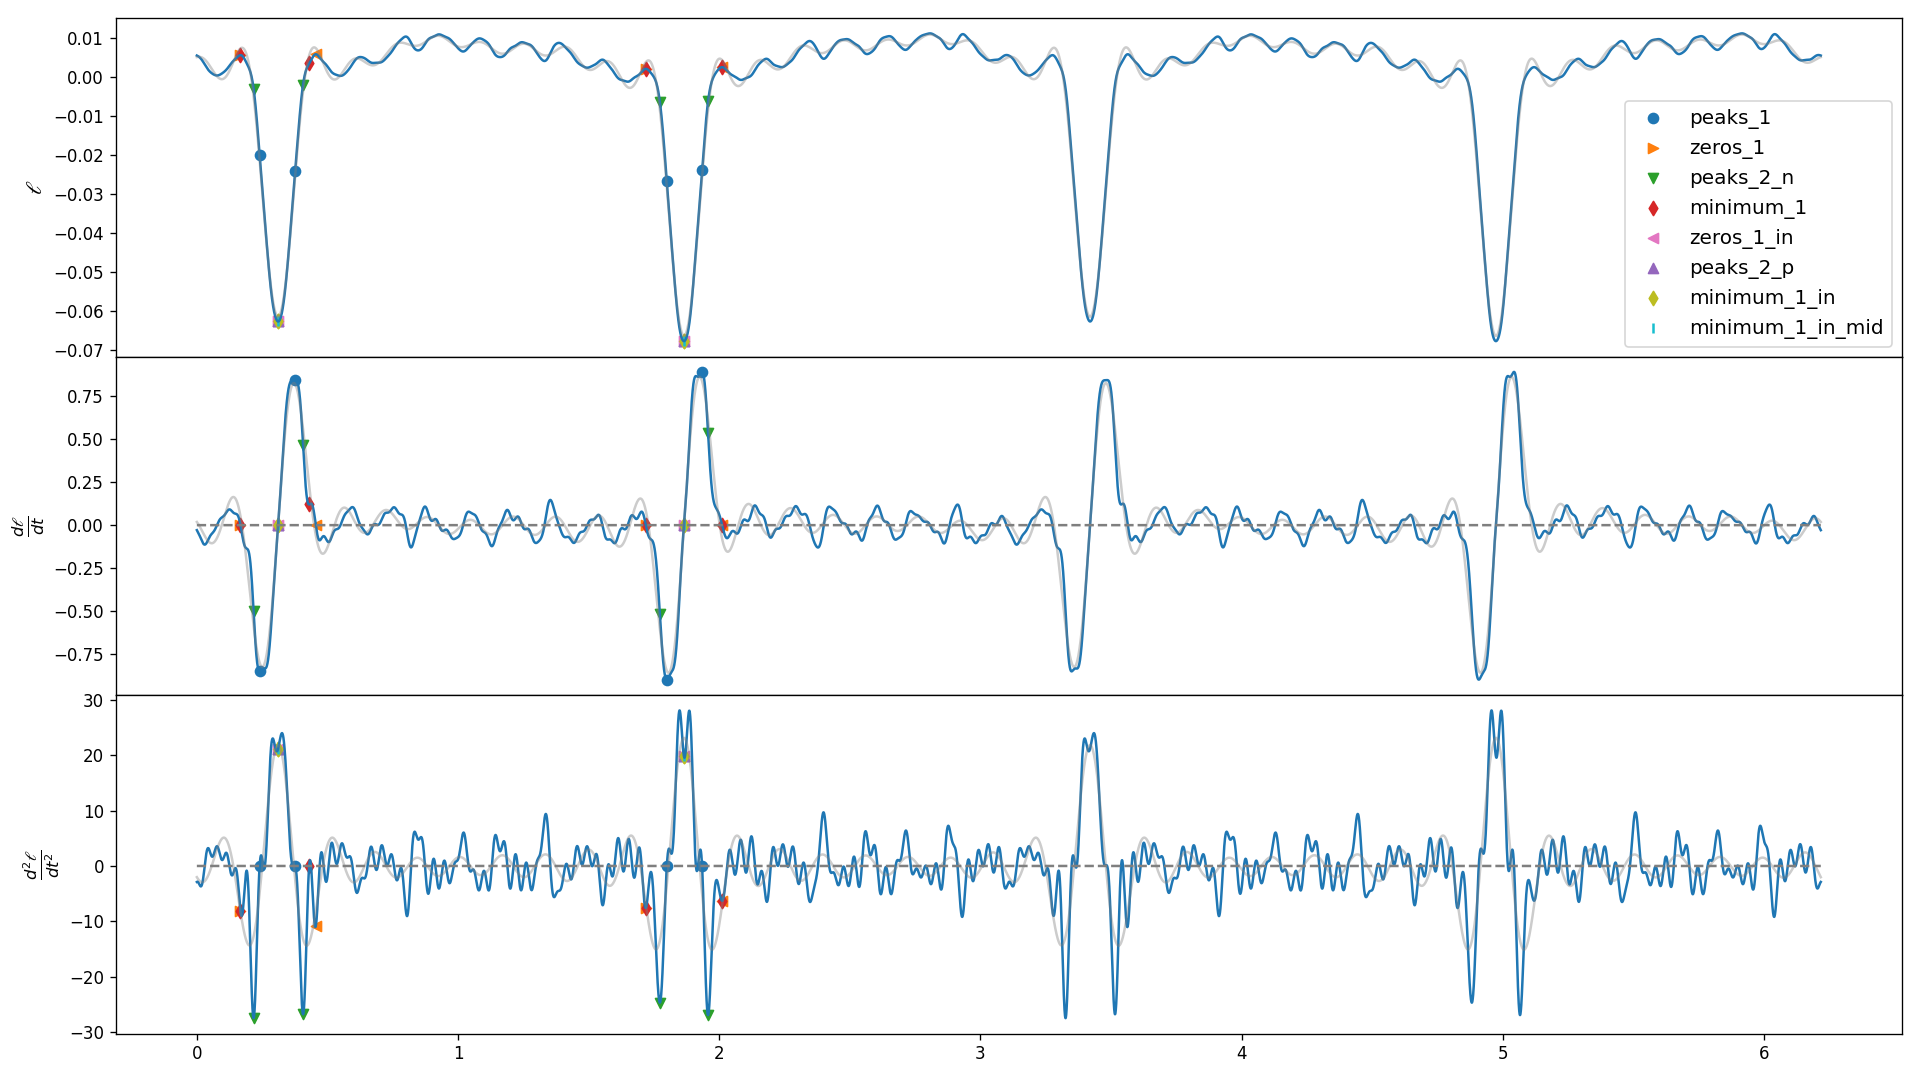 0.01
0.00
−0.01
−0.02
−0.03
−0.04
−0.05
−0.06
−0.07
ℓ
peaks_1
zeros_1
peaks_2_n
minimum_1
zeros_1_in
peaks_2_p
minimum_1_in
minimum_1_in_mid
0.75
0.50
0.25
0.00
−0.25
−0.50
−0.75
dℓ
dt
30
20
10
0
−10
−20
−30
d²ℓ
dt²
0 1 2 3 4 5 6